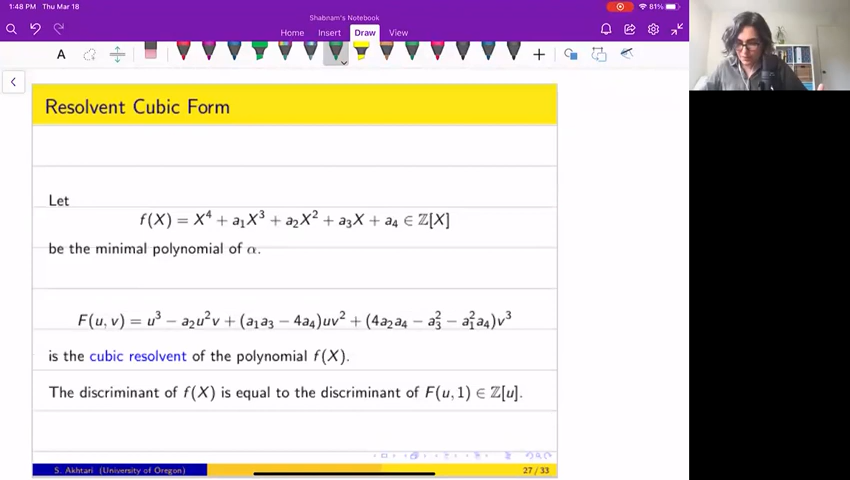 1:48 PM Thu Mar 18
81%
Shabnam's Notebook
Home Insert Draw View
A
Resolvent Cubic Form
Let
f(X) = X⁴ + a₁X³ + a₂X² + a₃X + a₄ ∈ ℤ[X]
be the minimal polynomial of α.
F(u, v) = u³ − a₂u²v + (a₁a₃ − 4a₄)uv² + (4a₂a₄ − a₃² − a₁²a₄)v³
is the cubic resolvent of the polynomial f(X).
The discriminant of f(X) is equal to the discriminant of F(u, 1) ∈ ℤ[u].
S. Akhtari (University of Oregon)
27 / 33